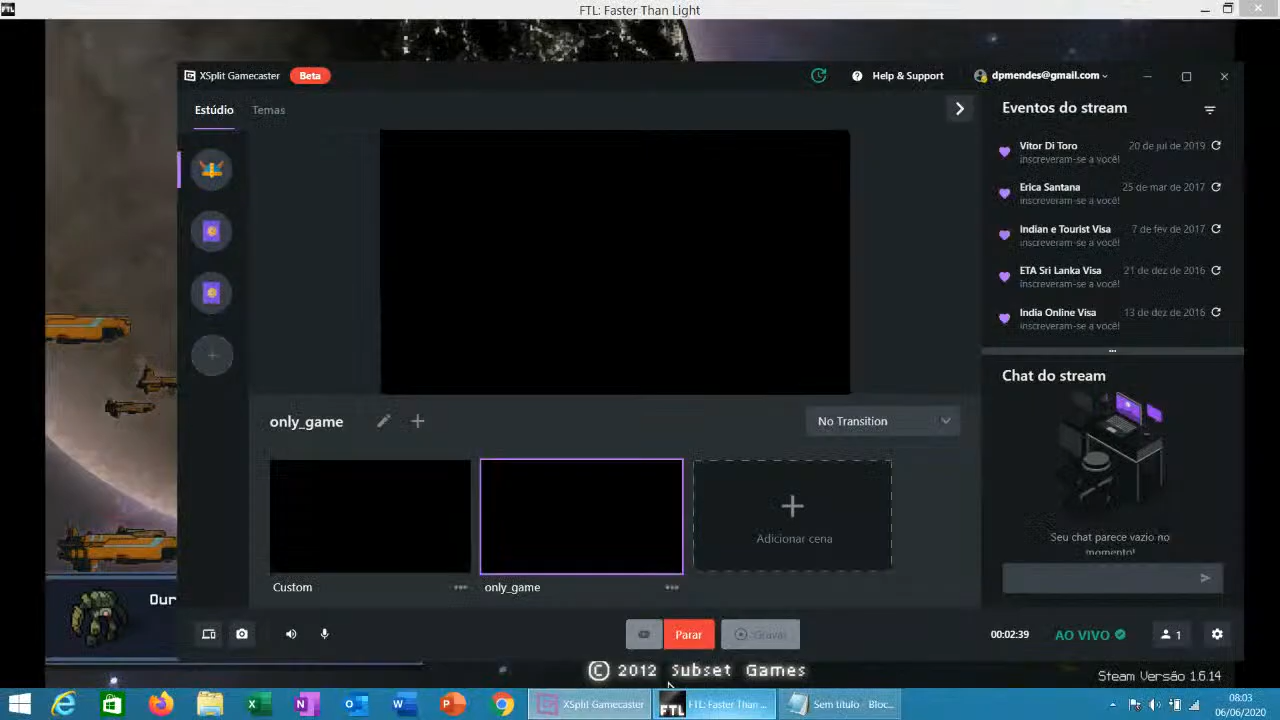 FTL: Faster Than Light
XSplit Gamecaster
Beta
Help & Support
dpmendes@gmail.com
Estúdio
Temas
Eventos do stream
Vitor Di Toro
20 de jul de 2019
inscreveram-se a você!
Erica Santana
25 de mar de 2017
inscreveram-se a você!
Indian e Tourist Visa
7 de fev de 2017
inscreveram-se a você!
ETA Sri Lanka Visa
21 de dez de 2016
inscreveram-se a você!
India Online Visa
13 de dez de 2016
inscreveram-se a você!
Chat do stream
Seu chat parece vazio no
momento!
only_game
No Transition
Adicionar cena
Custom
only_game
Our
Parar
Gravar
00:02:39
AO VIVO
1
© 2012 Subset Games
Steam Versão 1.6.14
XSplit Gamecaster
FTL: Faster Than ...
Sem título - Bloc...
08:03
06/06/2020